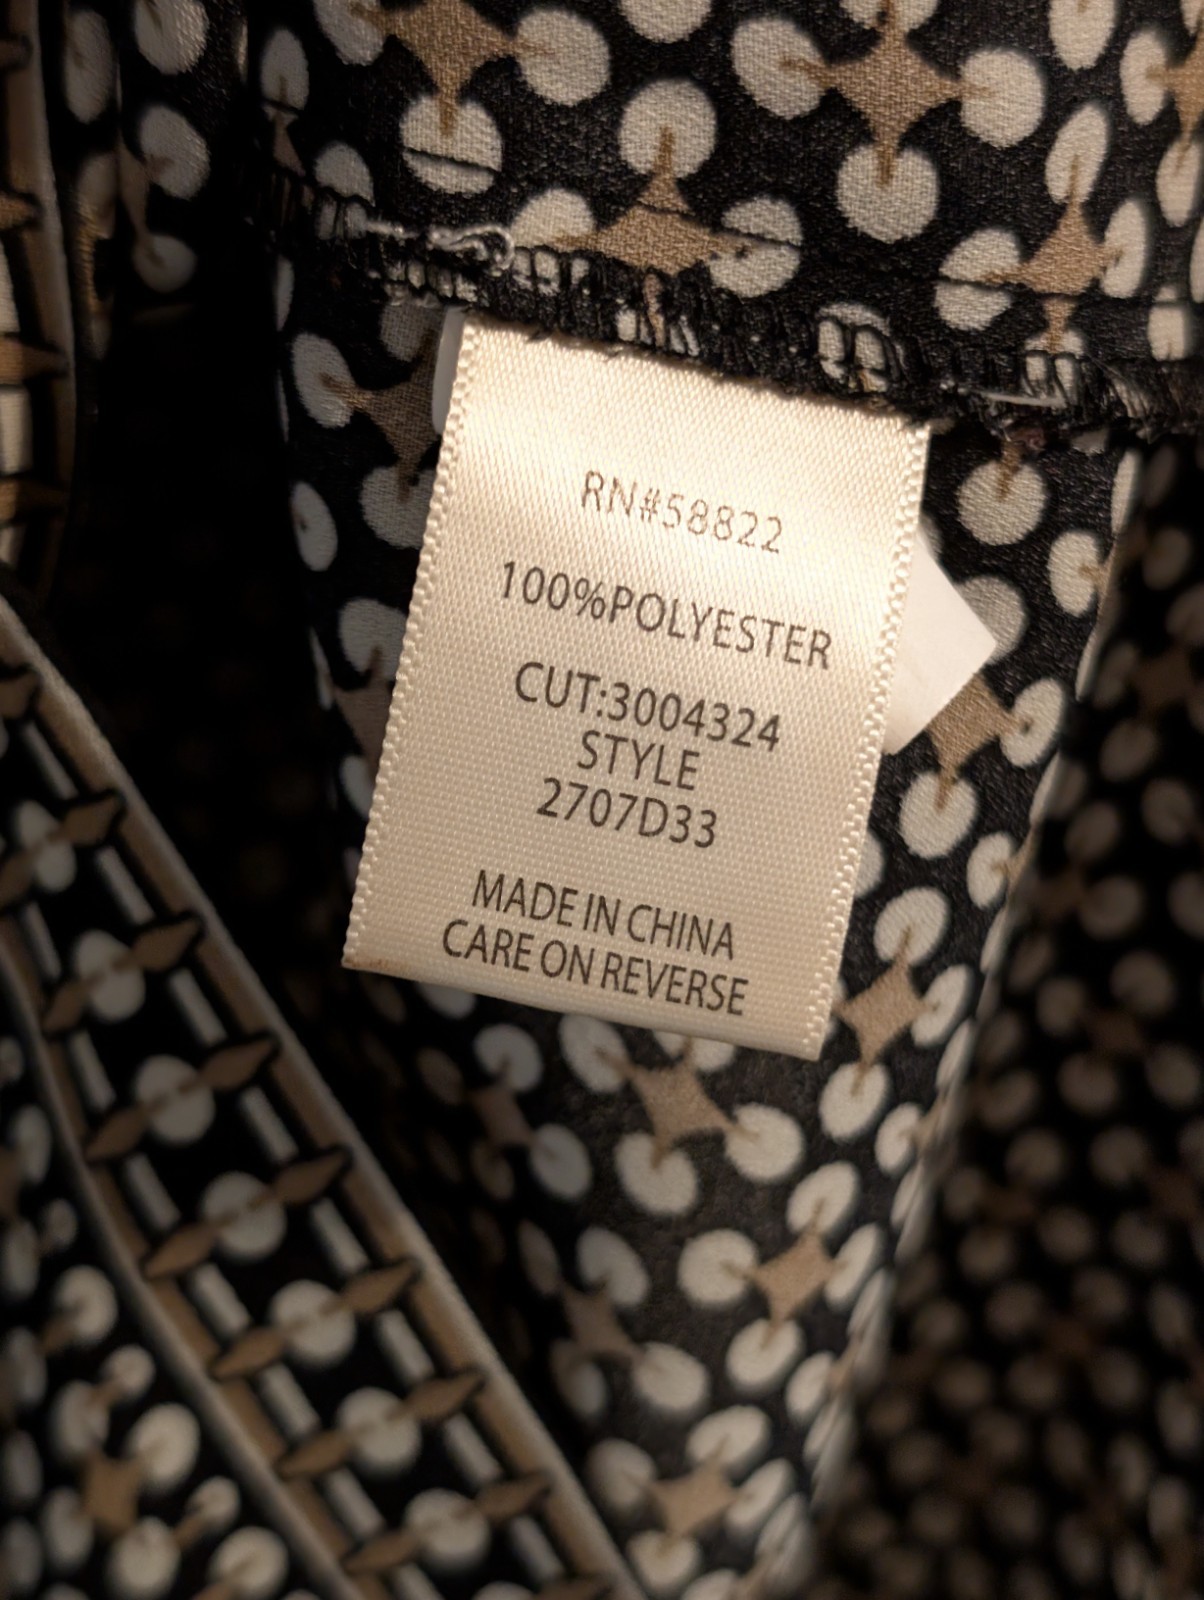 RN#58822
100%POLYESTER
CUT:3004324
STYLE
2707D33
MADE IN CHINA
CARE ON REVERSE